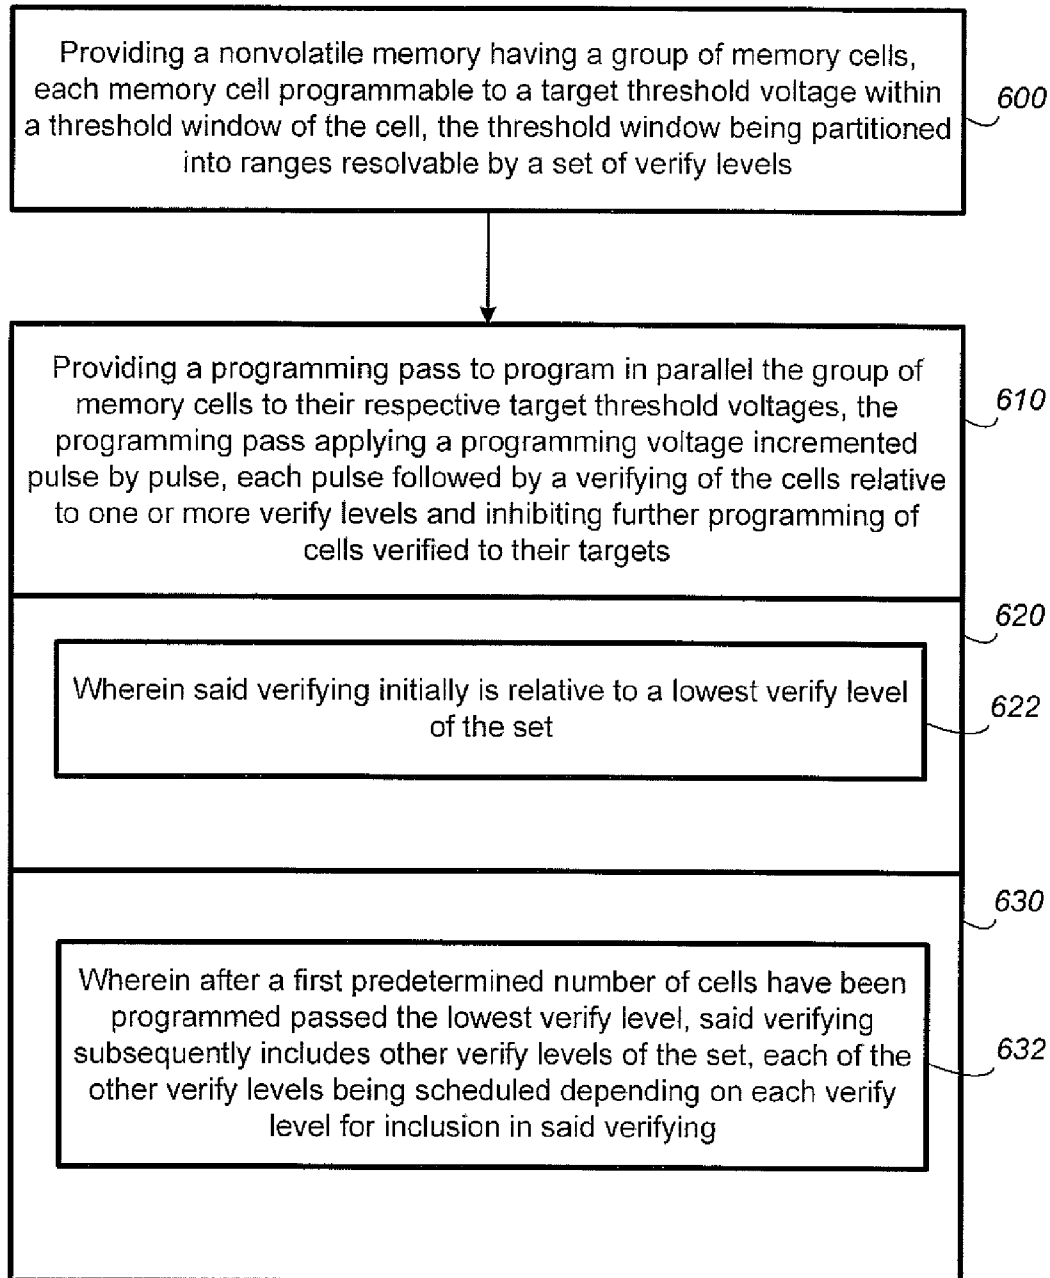 Providing a nonvolatile memory having a group of memory cells,
each memory cell programmable to a target threshold voltage within
a threshold window of the cell, the threshold window being partitioned
into ranges resolvable by a set of verify levels
600
Providing a programming pass to program in parallel the group of
memory cells to their respective target threshold voltages, the
programming pass applying a programming voltage incremented
pulse by pulse, each pulse followed by a verifying of the cells relative
to one or more verify levels and inhibiting further programming of
cells verified to their targets
610
620
Wherein said verifying initially is relative to a lowest verify level
of the set
622
630
Wherein after a first predetermined number of cells have been
programmed passed the lowest verify level, said verifying
subsequently includes other verify levels of the set, each of the
other verify levels being scheduled depending on each verify
level for inclusion in said verifying
632